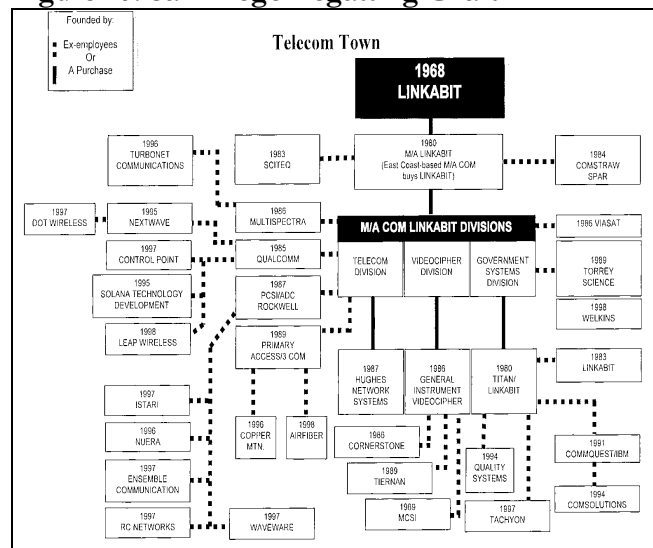 Founded by:
Ex-employees
Or
A Purchase
Telecom Town
1968
LINKABIT
1996
TURBONET
COMMUNICATIONS
1983
SCITEQ
1980
M/A LINKABIT
(East Coast-based M/A COM
buys LINKABIT)
1984
COMSTRAW
SPAR
1997
DOT WIRELESS
1995
NEXTWAVE
1986
MULTISPECTRA
M/A COM LINKABIT DIVISIONS
1986 VIASAT
1997
CONTROL POINT
1985
QUALCOMM
TELECOM
DIVISION
VIDEOCIPHER
DIVISION
GOVERNMENT
SYSTEMS
DIVISION
1989
TORREY
SCIENCE
1995
SOLANA TECHNOLOGY
DEVELOPMENT
1987
PCSI/ADC
ROCKWELL
1998
WELKINS
1998
LEAP WIRELESS
1989
PRIMARY
ACCESS/3 COM
1987
HUGHES
NETWORK
SYSTEMS
1986
GENERAL
INSTRUMENT
VIDEOCIPHER
1980
TITAN/
LINKABIT
1983
LINKABIT
1997
ISTARI
1996
COPPER
MTN.
1998
AIRFIBER
1996
NUERA
1986
CORNERSTONE
1994
QUALITY
SYSTEMS
1991
COMMQUEST/IBM
1997
ENSEMBLE
COMMUNICATION
1989
TIERNAN
1994
COMSOLUTIONS
1997
RC NETWORKS
1997
WAVEWARE
1989
MCSI
1997
TACHYON